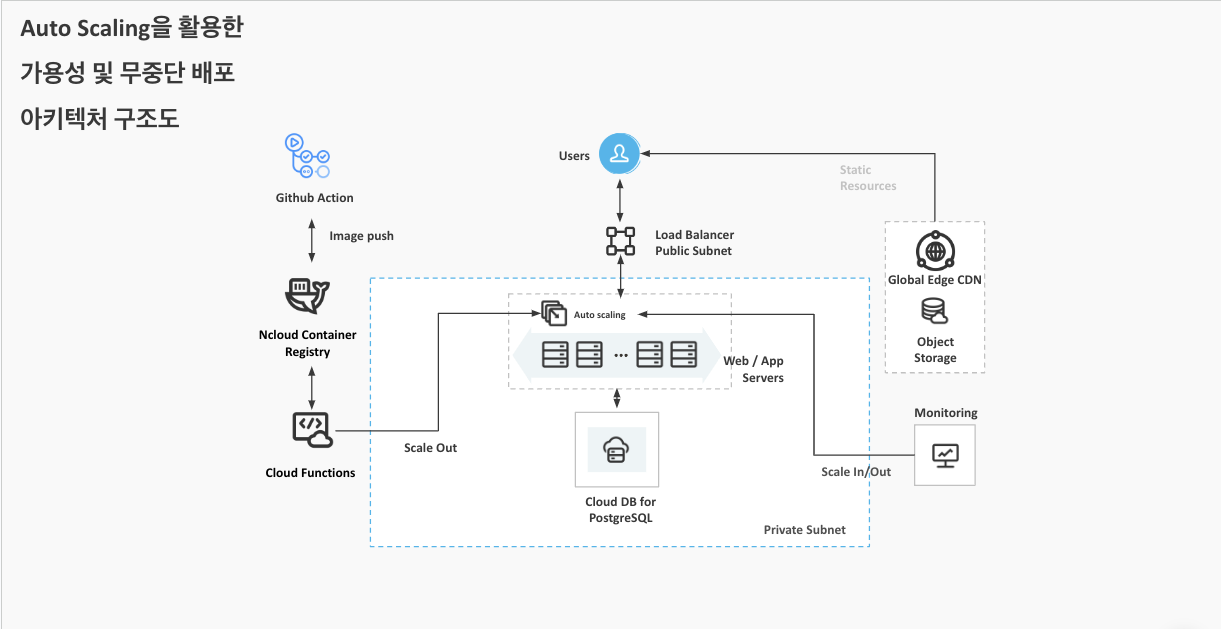 Auto Scaling을 활용한
가용성 및 무중단 배포
아키텍처 구조도
Github Action
Image push
Ncloud Container
Registry
Cloud Functions
Scale Out
Users
Load Balancer
Public Subnet
Auto scaling
Web / App
Servers
Cloud DB for
PostgreSQL
Private Subnet
Static
Resources
Global Edge CDN
Object
Storage
Monitoring
Scale In/Out